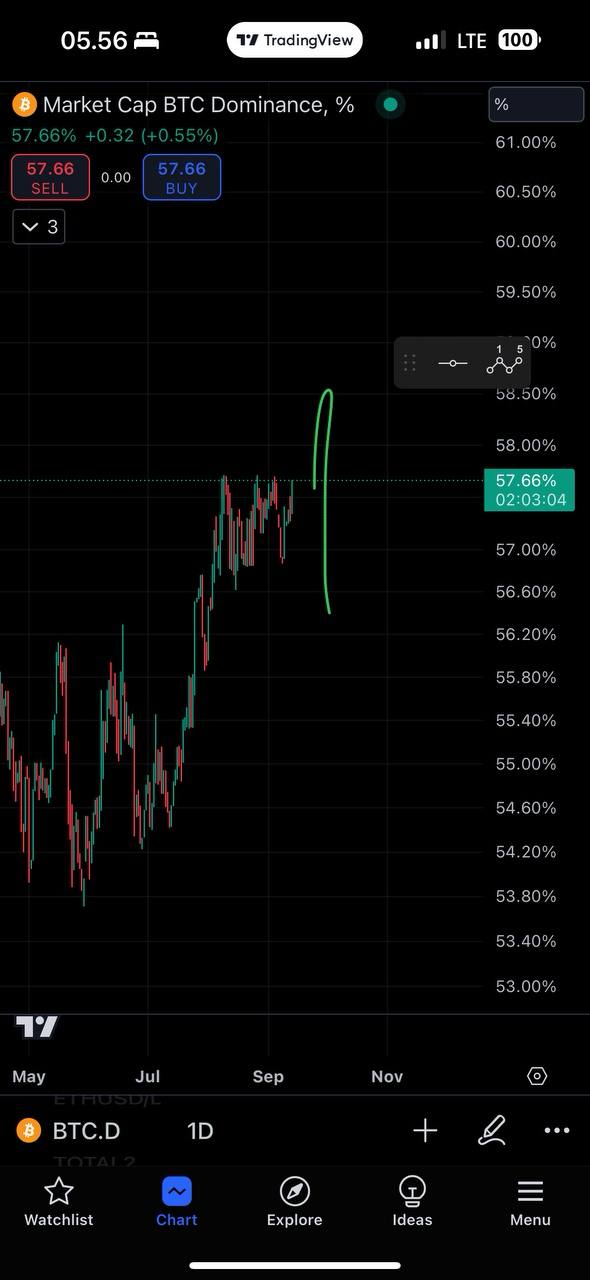 05.56 TradingView LTE 100
Market Cap BTC Dominance, % %
57.66% +0.32 (+0.55%)
61.00%
57.66 0.00 57.66
SELL BUY
60.50%
3
60.00%
59.50%
1 5
58.50%
58.00%
57.66%
02:03:04
57.00%
56.60%
56.20%
55.80%
55.40%
55.00%
54.60%
54.20%
53.80%
53.40%
53.00%
May Jul Sep Nov
ETHUSD/L
BTC.D 1D
TOTAL2
Watchlist Chart Explore Ideas Menu